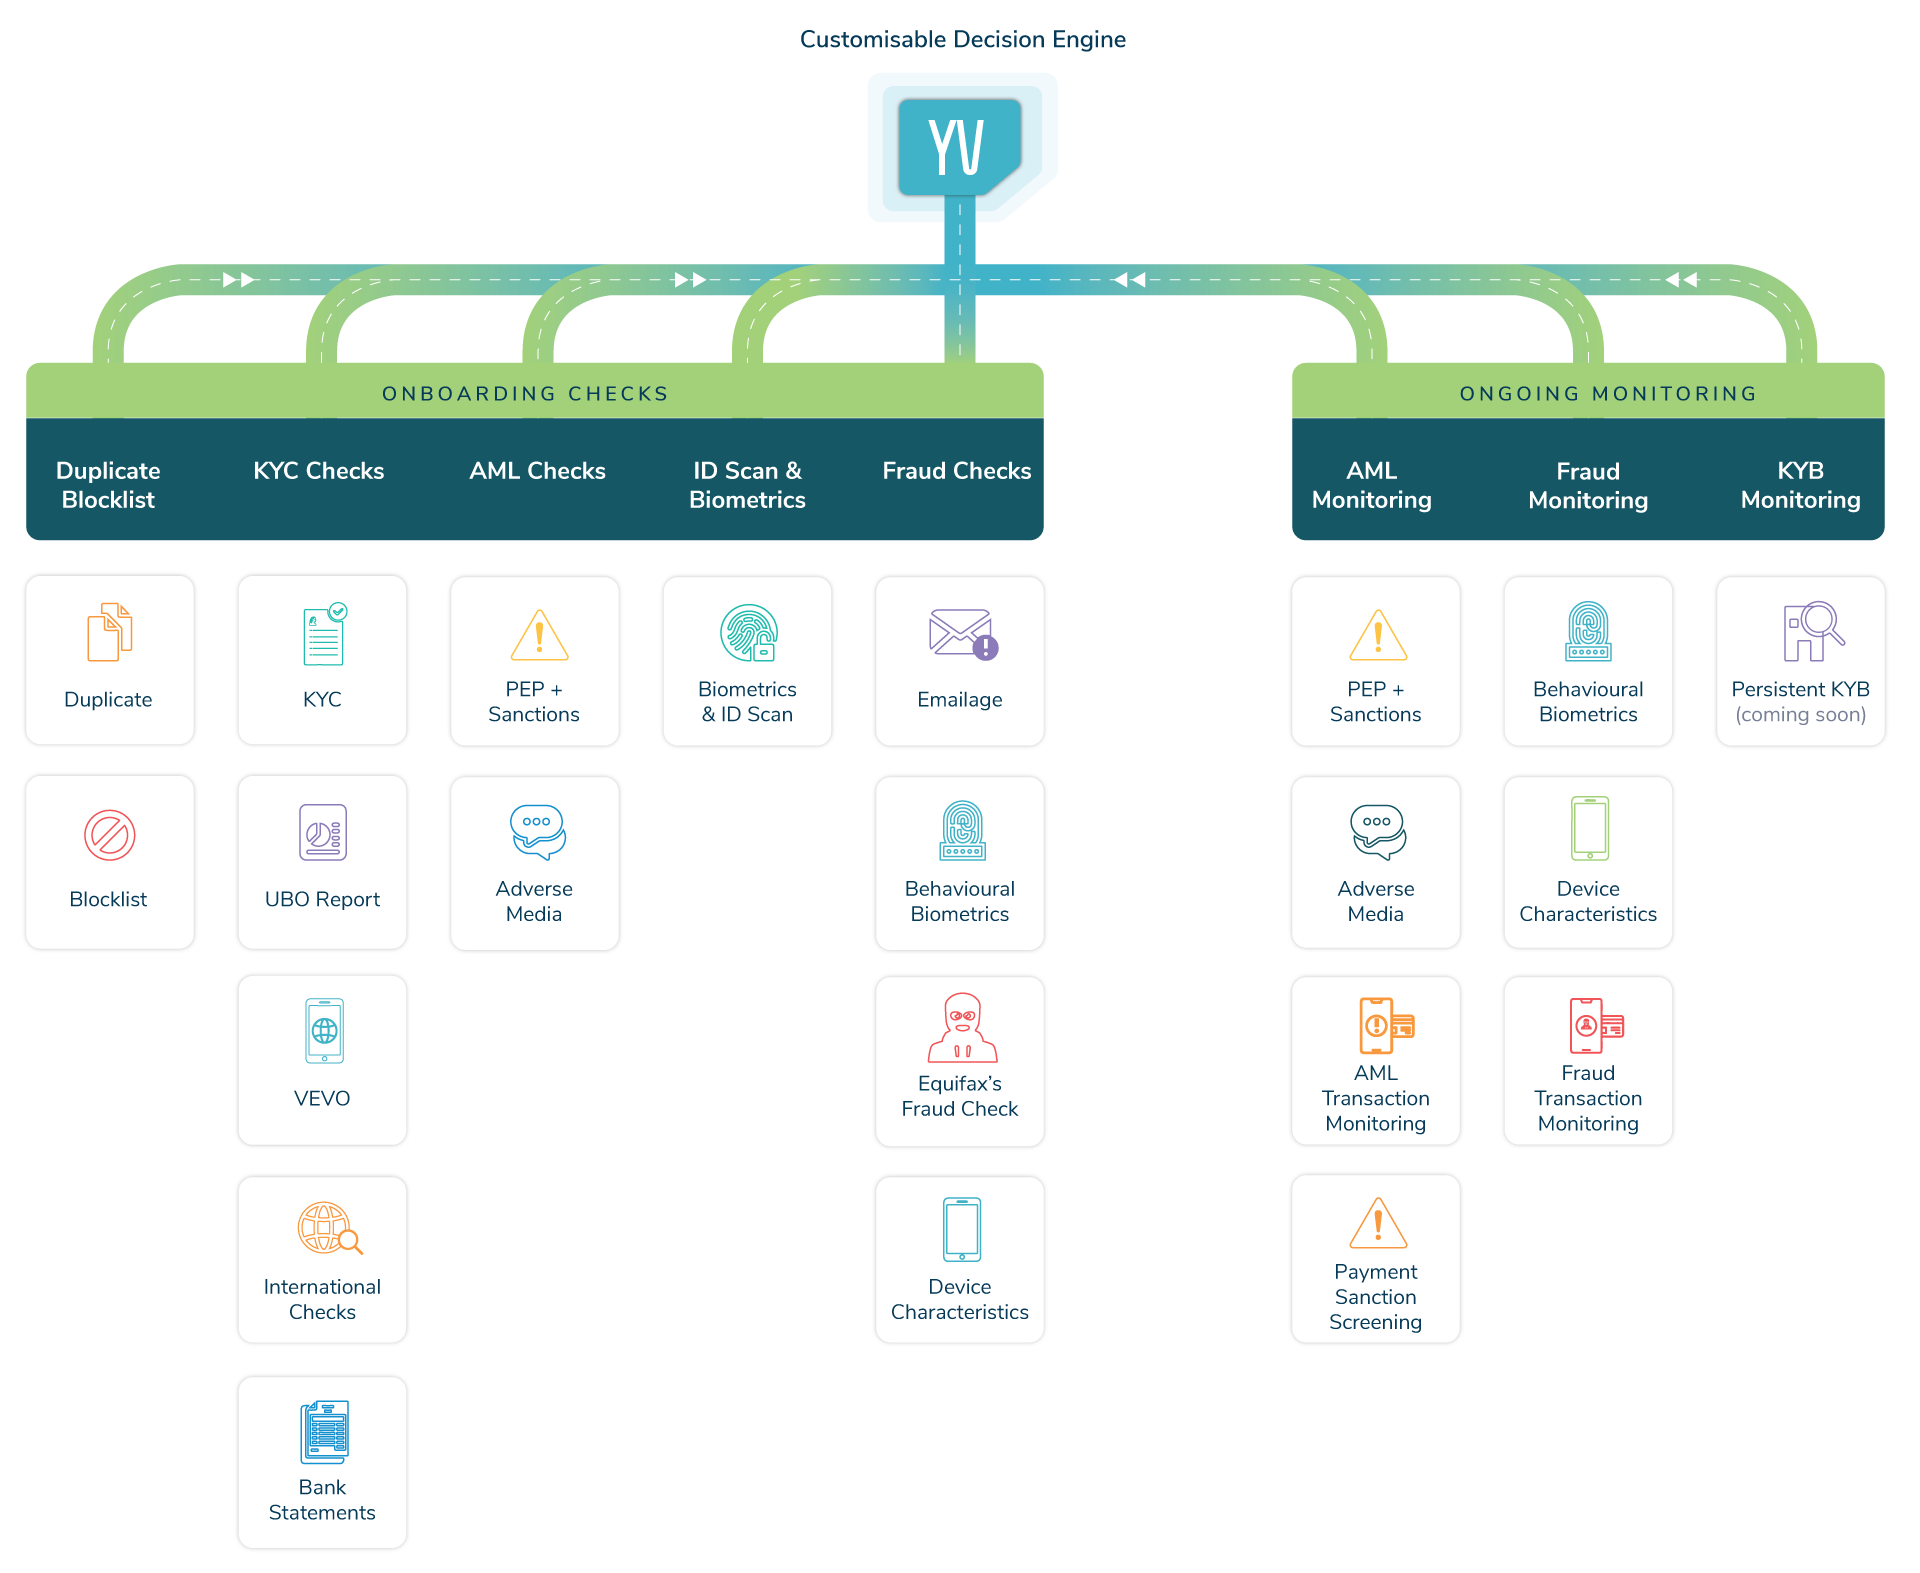 Customisable Decision Engine
YV
ONBOARDING CHECKS
Duplicate
Blocklist
KYC Checks
AML Checks
ID Scan &
Biometrics
Fraud Checks
ONGOING MONITORING
AML
Monitoring
Fraud
Monitoring
KYB
Monitoring
Duplicate
KYC
PEP +
Sanctions
Biometrics
& ID Scan
Emailage
PEP +
Sanctions
Behavioural
Biometrics
Persistent KYB
(coming soon)
Blocklist
UBO Report
Adverse
Media
Behavioural
Biometrics
Adverse
Media
Device
Characteristics
VEVO
Equifax’s
Fraud Check
AML
Transaction
Monitoring
Fraud
Transaction
Monitoring
International
Checks
Device
Characteristics
Payment
Sanction
Screening
Bank
Statements